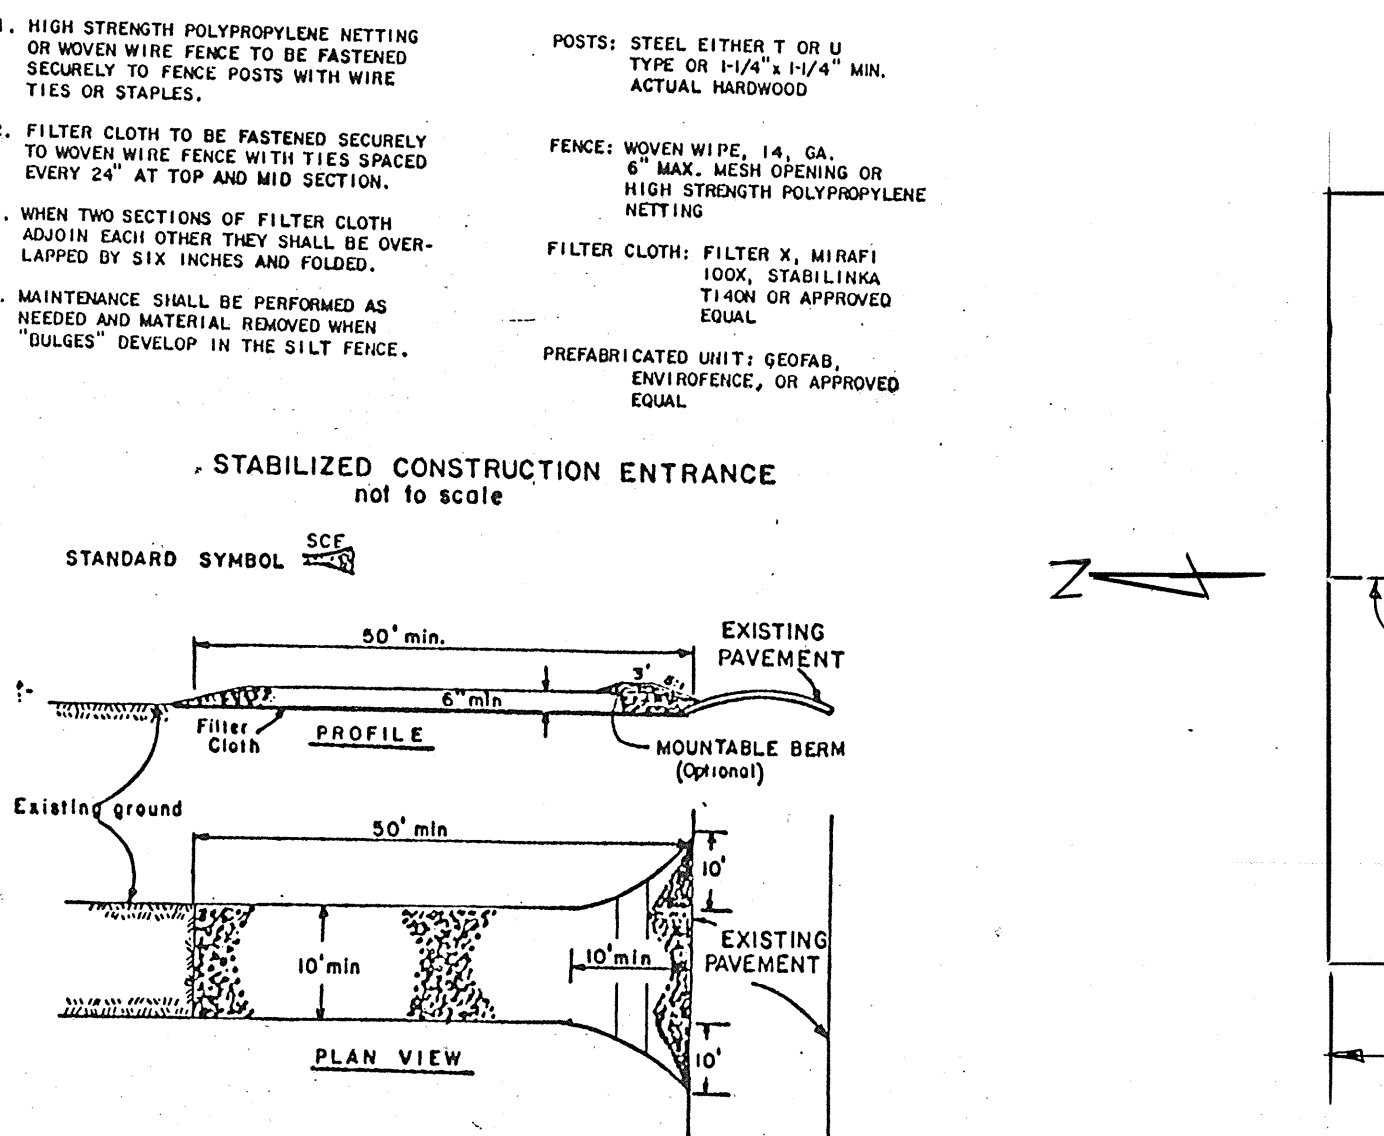 1. HIGH STRENGTH POLYPROPYLENE NETTING
OR WOVEN WIRE FENCE TO BE FASTENED
SECURELY TO FENCE POSTS WITH WIRE
TIES OR STAPLES.
2. FILTER CLOTH TO BE FASTENED SECURELY
TO WOVEN WIRE FENCE WITH TIES SPACED
EVERY 24" AT TOP AND MID SECTION.
. WHEN TWO SECTIONS OF FILTER CLOTH
ADJOIN EACH OTHER THEY SHALL BE OVER-
LAPPED BY SIX INCHES AND FOLDED.
. MAINTENANCE SHALL BE PERFORMED AS
NEEDED AND MATERIAL REMOVED WHEN
"BULGES" DEVELOP IN THE SILT FENCE.
POSTS: STEEL EITHER T OR U
TYPE OR 1-1/4" x 1-1/4" MIN.
ACTUAL HARDWOOD
FENCE: WOVEN WIPE, 14, GA.
6" MAX. MESH OPENING OR
HIGH STRENGTH POLYPROPYLENE
NETTING
FILTER CLOTH: FILTER X, MIRAFI
100X, STABILINKA
T140N OR APPROVED
EQUAL
PREFABRICATED UNIT: GEOFAB,
ENVIROFENCE, OR APPROVED
EQUAL
STABILIZED CONSTRUCTION ENTRANCE
not to scale
STANDARD SYMBOL
SCE
50' min.
EXISTING
PAVEMENT
3'
5:1
6" min
Filter
Cloth
PROFILE
MOUNTABLE BERM
(Optional)
Existing ground
50' min
10'
10' min
10' min
EXISTING
PAVEMENT
10'
PLAN VIEW
N